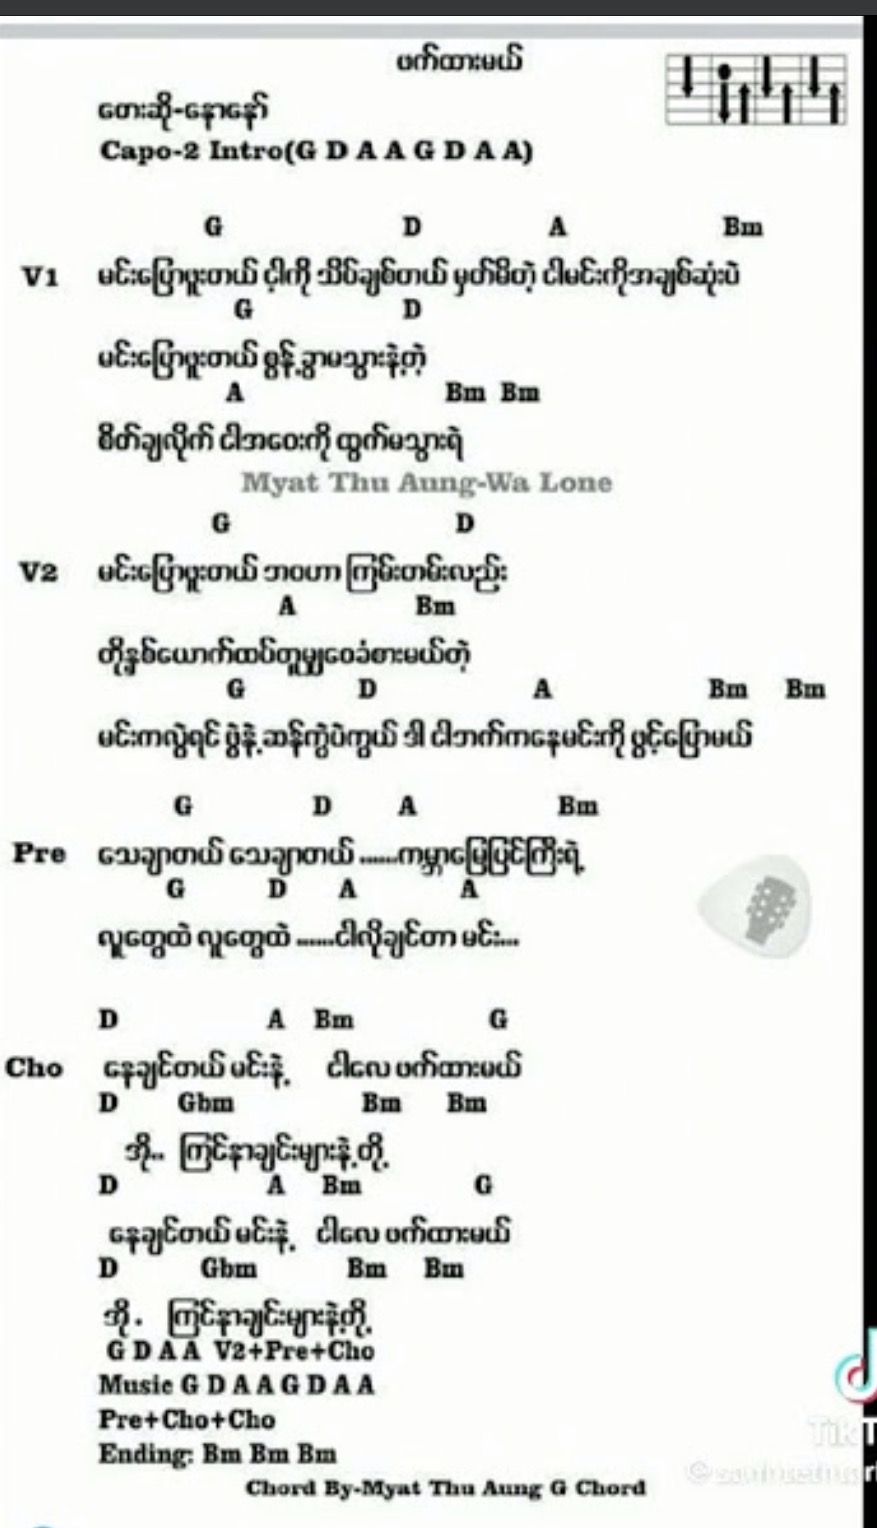 ဖက်ထားမယ်
တေးဆို-နောနော်
Capo-2 Intro(G D A A G D A A)
G D A Bm
V1 မင်းပြောဖူးတယ် ငါ့ကို သိပ်ချစ်တယ် မှတ်မိတဲ့ ငါမင်းကိုအချစ်ဆုံးပဲ
G D
မင်းပြောဖူးတယ် စွန့်ခွာမသွားနဲ့တဲ့
A Bm Bm
စိတ်ချလိုက် ငါအဝေးကို ထွက်မသွားရဲ
Myat Thu Aung-Wa Lone
G D
V2 မင်းပြောဖူးတယ် ဘဝဟာ ကြမ်းတမ်းလည်း
A Bm
တို့နှစ်ယောက်ထပ်တူမျှဝေခံစားမယ်တဲ့
G D A Bm Bm
မင်းကလွဲရင် ဖွဲနဲ့ဆန်ကွဲပဲကွယ် ဒါ ငါဘက်ကနေမင်းကို ဖွင့်ပြောမယ်
G D A Bm
Pre သေချာတယ် သေချာတယ် ......ကမ္ဘာမြေပြင်ကြီးရဲ့
G D A A
လူတွေထဲ လူတွေထဲ ......ငါလိုချင်တာ မင်း...
D A Bm G
Cho နေချင်တယ် မင်းနဲ့ ငါလေ ဖက်ထားမယ်
D Gbm Bm Bm
အို.. ကြင်နာချင်းများနဲ့တို့
D A Bm G
နေချင်တယ် မင်းနဲ့ ငါလေ ဖက်ထားမယ်
D Gbm Bm Bm
အို . ကြင်နာချင်းများနဲ့တို့
G D A A V2+Pre+Cho
Music G D A A G D A A
Pre+Cho+Cho
Ending: Bm Bm Bm
Chord By-Myat Thu Aung G Chord
TikT